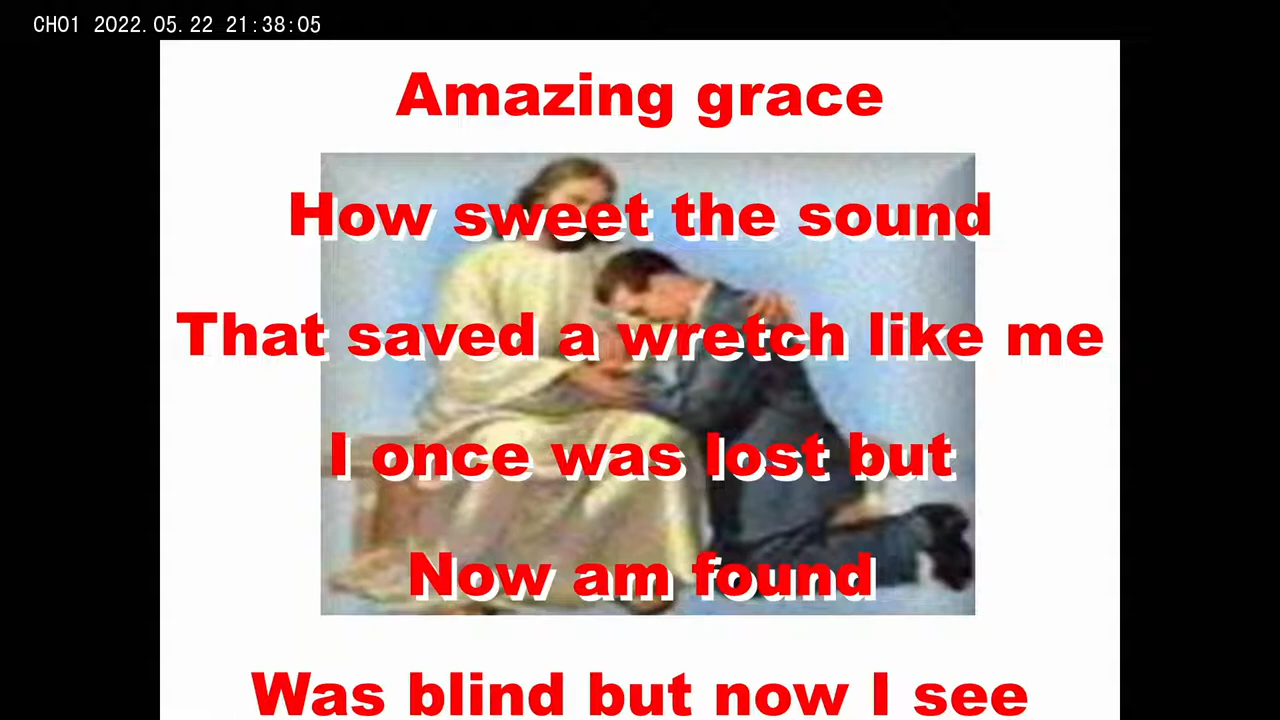 CH01 2022.05.22 21:38:05
Amazing grace
How sweet the sound
That saved a wretch like me
I once was lost but
Now am found
Was blind but now I see